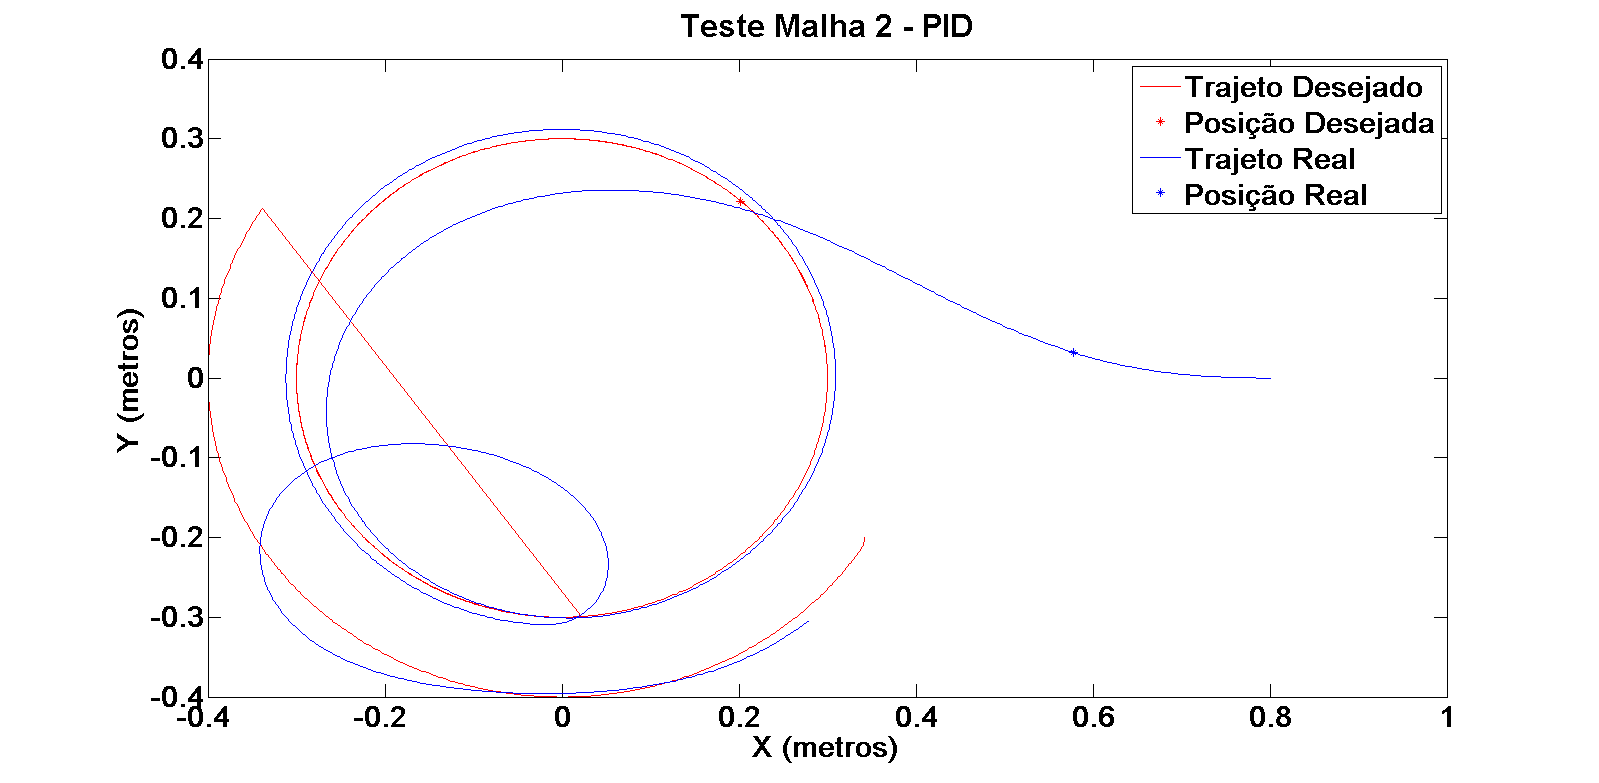 Teste Malha 2 - PID
Trajeto Desejado
Posição Desejada
Trajeto Real
Posição Real
Y (metros)
0.4
0.3
0.2
0.1
0
-0.1
-0.2
-0.3
-0.4
-0.4 -0.2 0 0.2 0.4 0.6 0.8 1
X (metros)